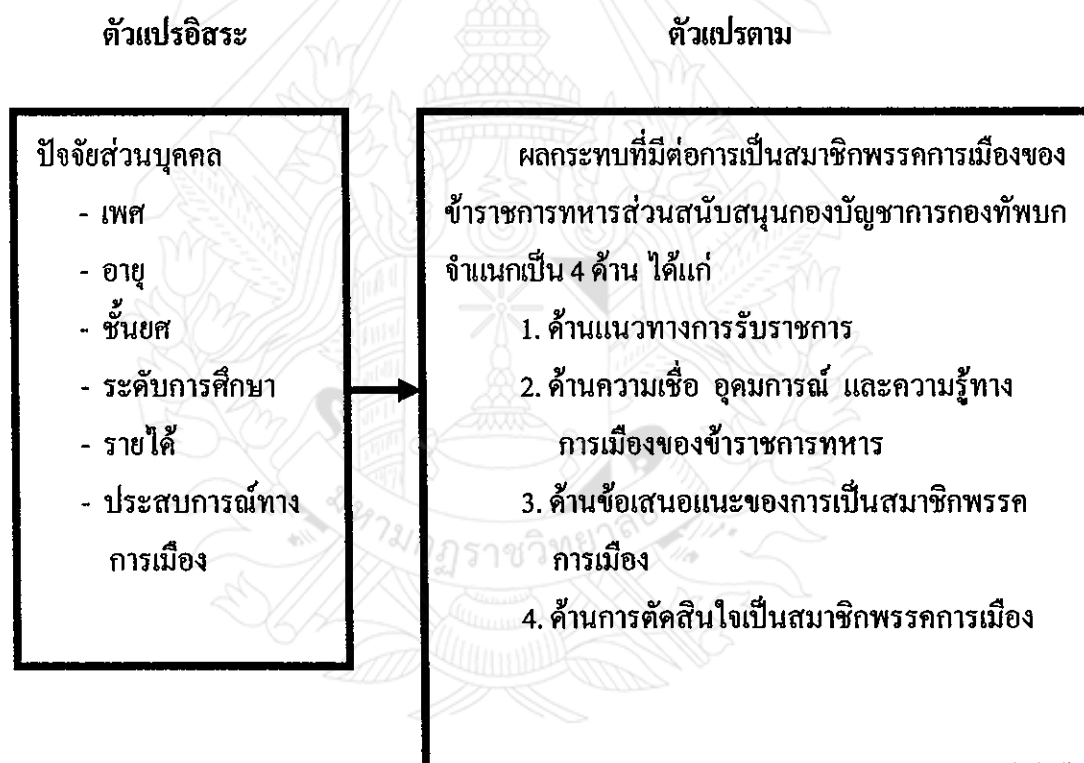 ตัวแปรอิสระ
ตัวแปรตาม
ปัจจัยส่วนบุคคล
- เพศ
- อายุ
- ชั้นยศ
- ระดับการศึกษา
- รายได้
- ประสบการณ์ทาง
การเมือง
ผลกระทบที่มีต่อการเป็นสมาชิกพรรคการเมืองของ
ข้าราชการทหารส่วนสนับสนุนกองบัญชาการกองทัพบก
จำแนกเป็น 4 ด้าน ได้แก่
1. ด้านแนวทางการรับราชการ
2. ด้านความเชื่อ อุดมการณ์ และความรู้ทาง
การเมืองของข้าราชการทหาร
3. ด้านข้อเสนอแนะของการเป็นสมาชิกพรรค
การเมือง
4. ด้านการตัดสินใจเป็นสมาชิกพรรคการเมือง
มหามกุฏราชวิทยาลัย